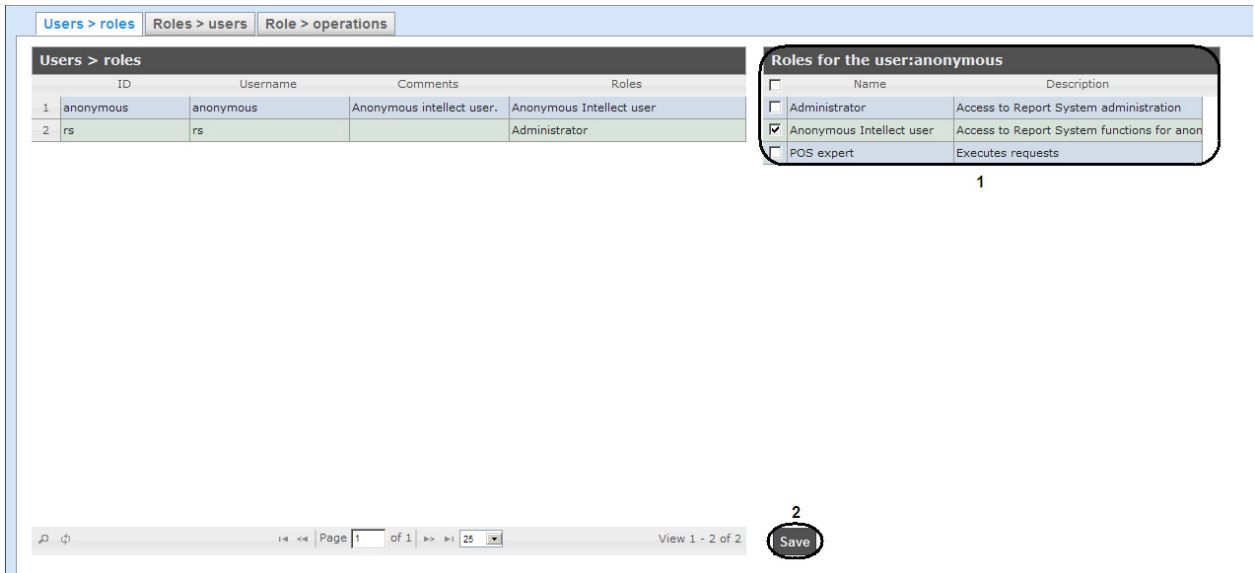 Users > roles Roles > users Role > operations
Users > roles
ID Username Comments Roles
1 anonymous anonymous Anonymous intellect user. Anonymous Intellect user
2 rs rs Administrator
Roles for the user:anonymous
Name Description
Administrator Access to Report System administration
Anonymous Intellect user Access to Report System functions for anon
POS expert Executes requests
1
Page 1 of 1 25 View 1 - 2 of 2
2
Save